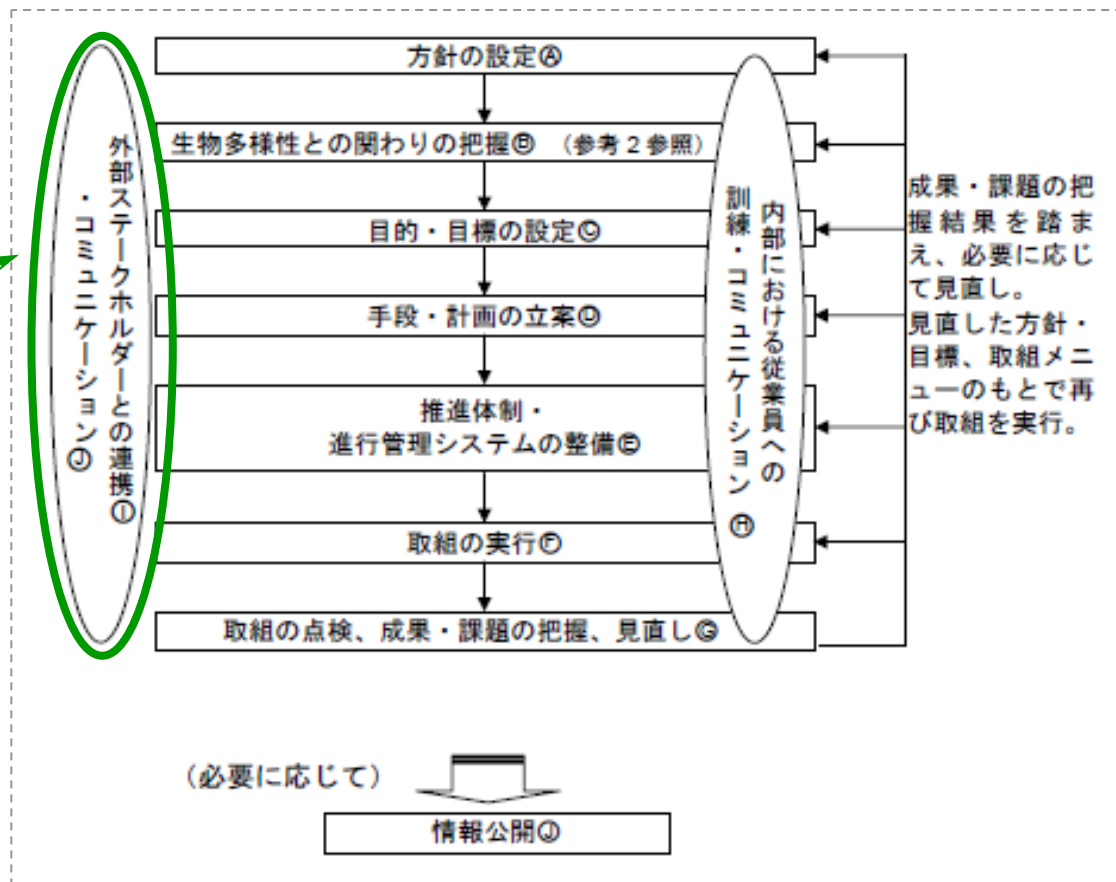 方針の設定Ⓐ
生物多様性との関わりの把握Ⓑ （参考２参照）
目的・目標の設定Ⓒ
手段・計画の立案Ⓓ
推進体制・
進行管理システムの整備Ⓔ
取組の実行Ⓕ
取組の点検、成果・課題の把握、見直しⒼ
外部ステークホルダーとの連携Ⓘ
・コミュニケーションⒿ
内部における従業員への
訓練・コミュニケーション Ⓗ
成果・課題の把
握結果を踏ま
え、必要に応じ
て見直し。
見直した方針・
目標、取組メニ
ューのもとで再
び取組を実行。
（必要に応じて）
情報公開Ⓙ